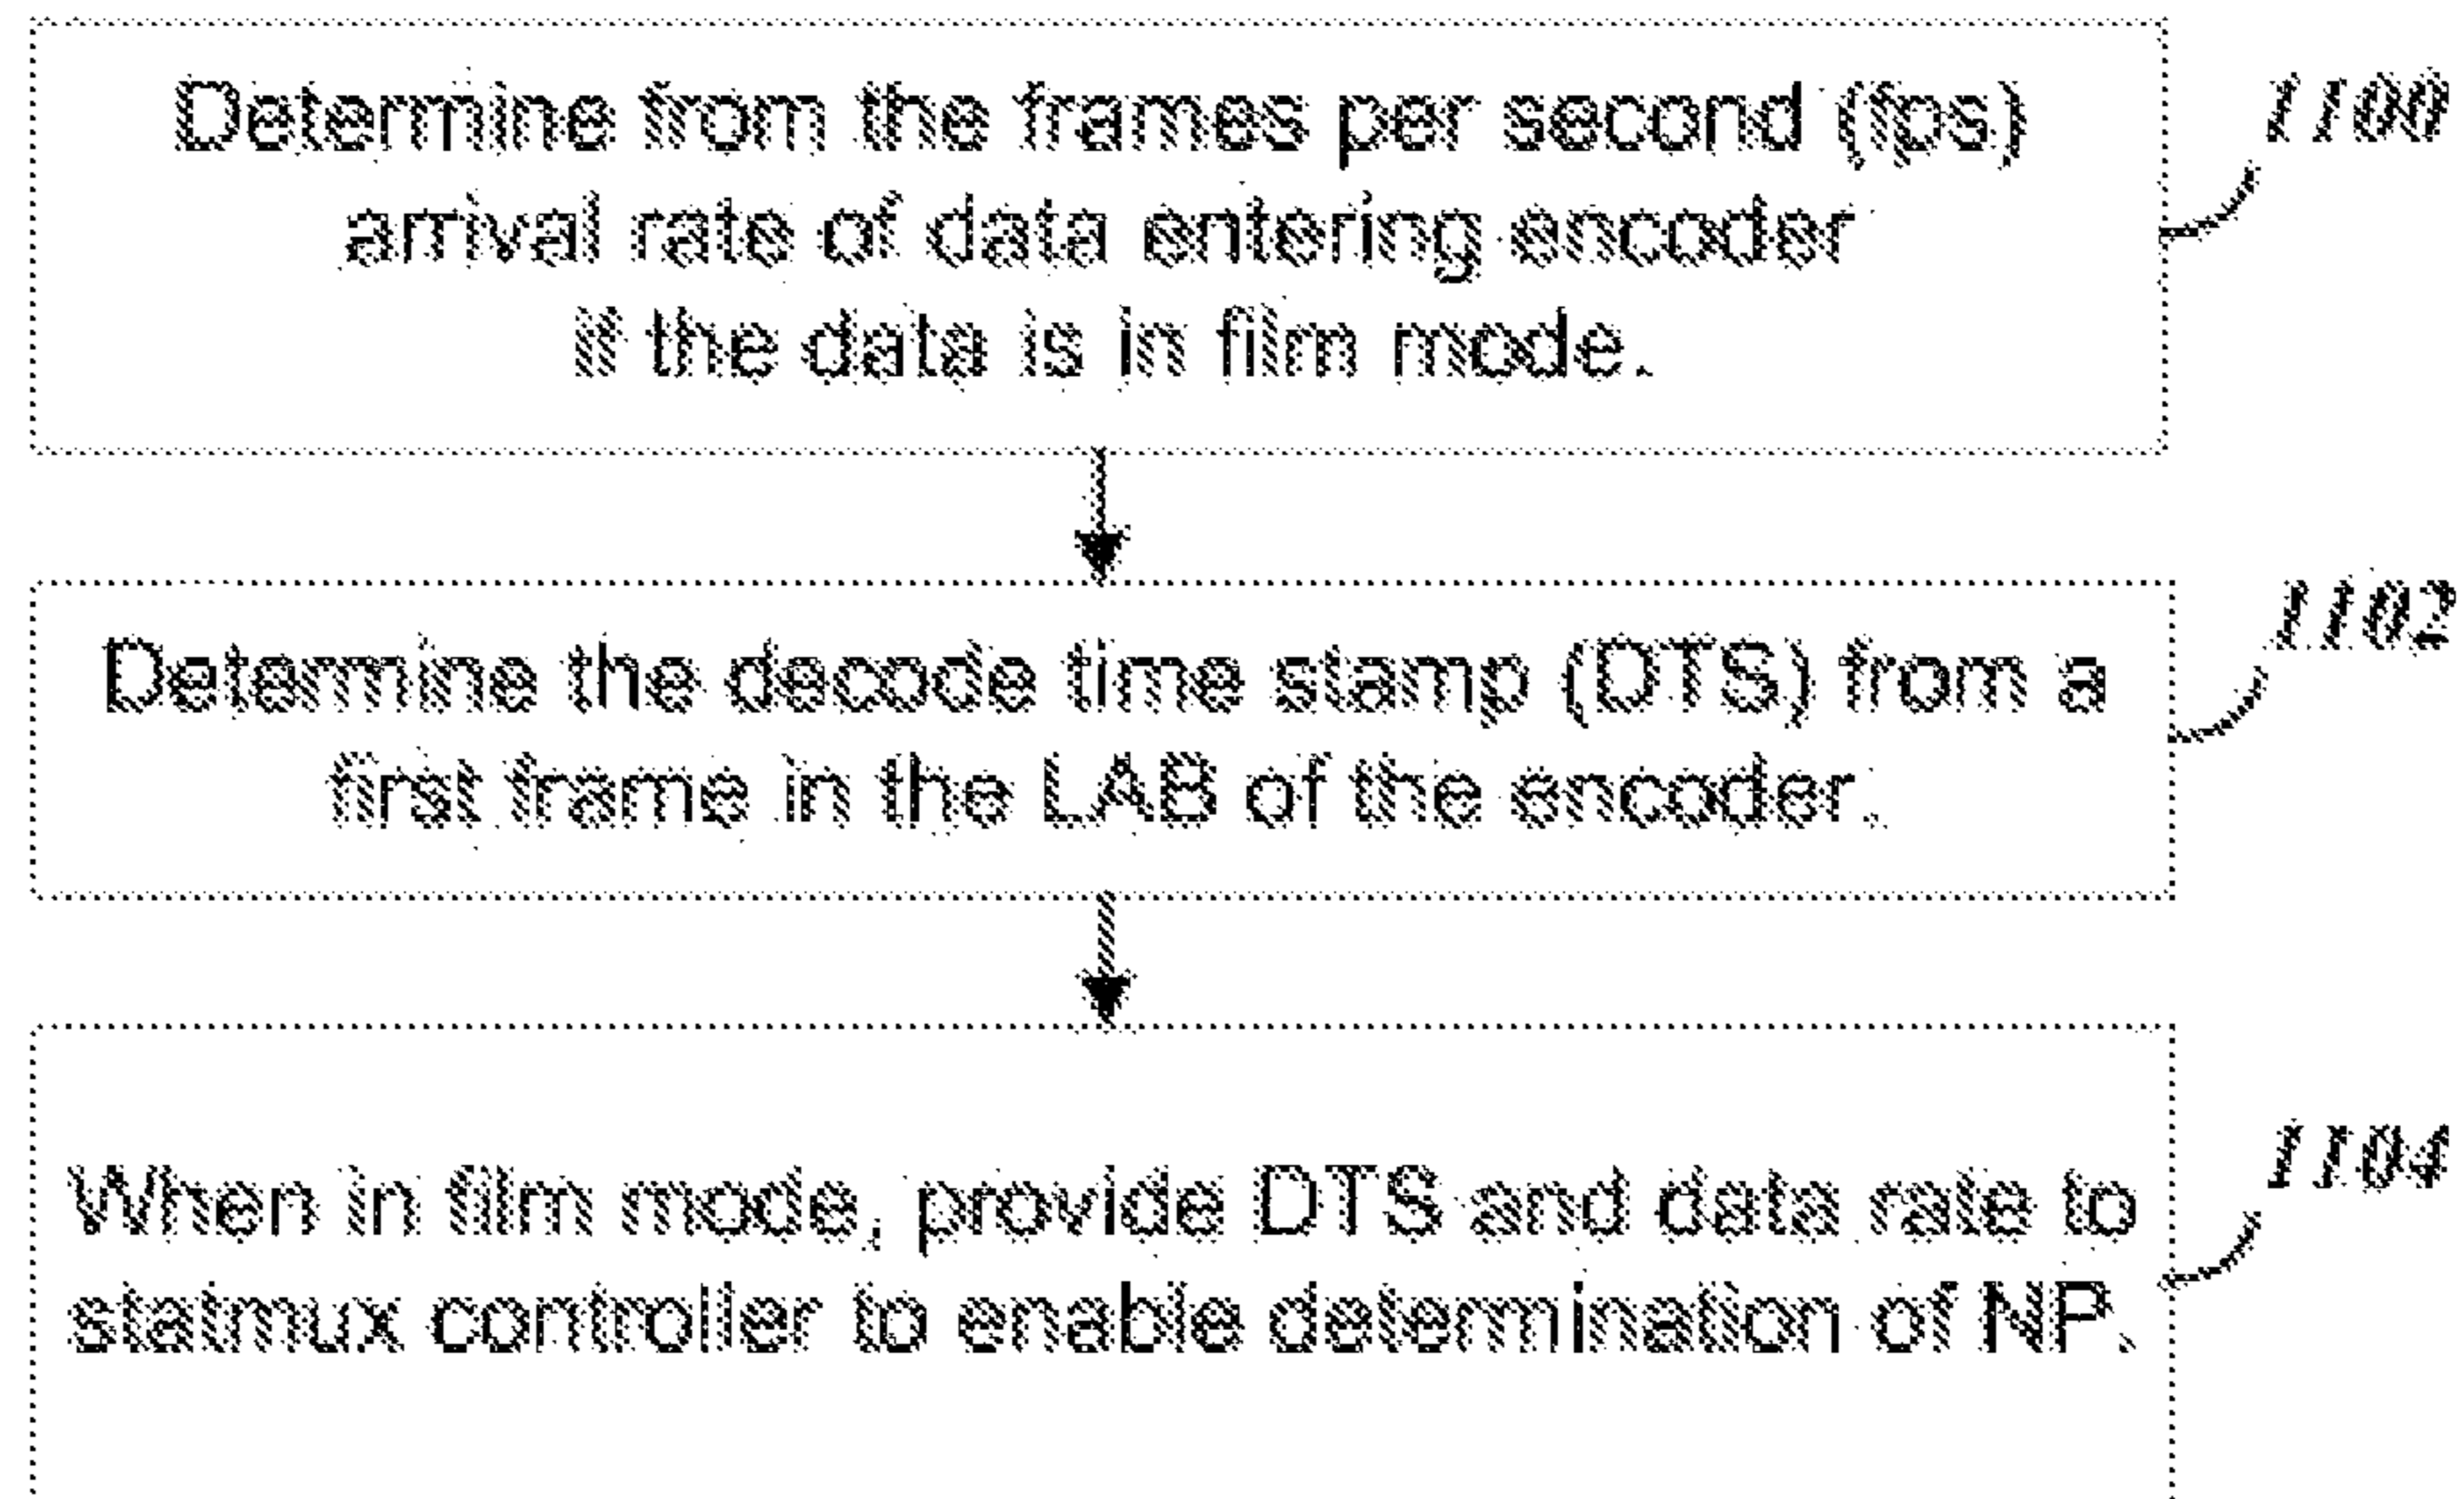 Determine from the frames per second (fps)
arrival rate of data entering encoder
if the data is in film mode.
1100
Determine the decode time stamp (DTS) from a
first frame in the LAB of the encoder.
1102
When in film mode, provide DTS and data rate to
statmux controller to enable determination of NP.
1104